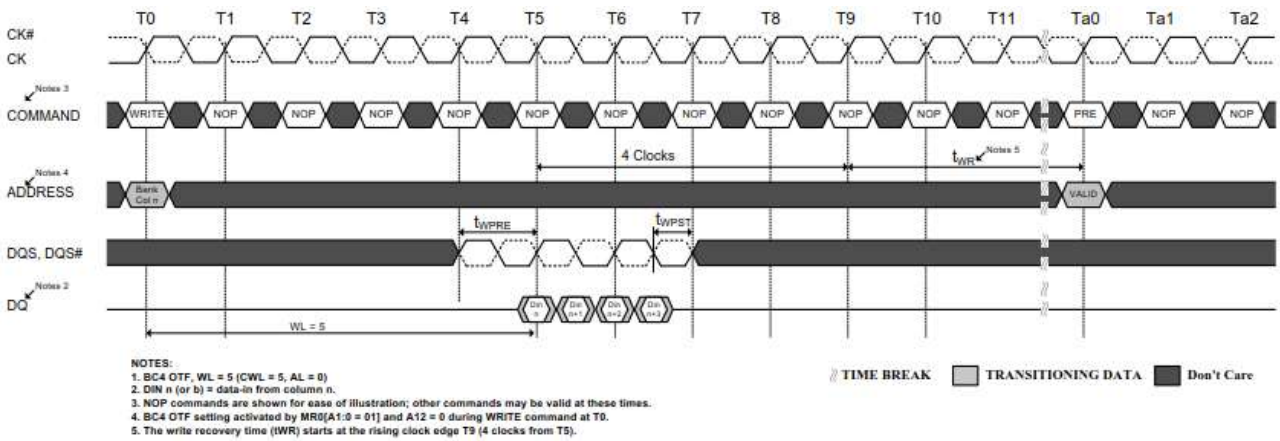 T0 T1 T2 T3 T4 T5 T6 T7 T8 T9 T10 T11 Ta0 Ta1 Ta2
CK#
CK
Notes 3
COMMAND WRITE NOP NOP NOP NOP NOP NOP NOP NOP NOP NOP NOP PRE NOP NOP
4 Clocks tWR Notes 5
Notes 4
ADDRESS Bank Col n VALID
tWPRE tWPST
DQS, DQS#
Notes 2
DQ Din n Din n+1 Din n+2 Din n+3
WL = 5
NOTES:
1. BC4 OTF, WL = 5 (CWL = 5, AL = 0)
2. DIN n (or b) = data-in from column n.
3. NOP commands are shown for ease of illustration; other commands may be valid at these times.
4. BC4 OTF setting activated by MR0[A1:0 = 01] and A12 = 0 during WRITE command at T0.
5. The write recovery time (tWR) starts at the rising clock edge T9 (4 clocks from T5).
TIME BREAK TRANSITIONING DATA Don't Care